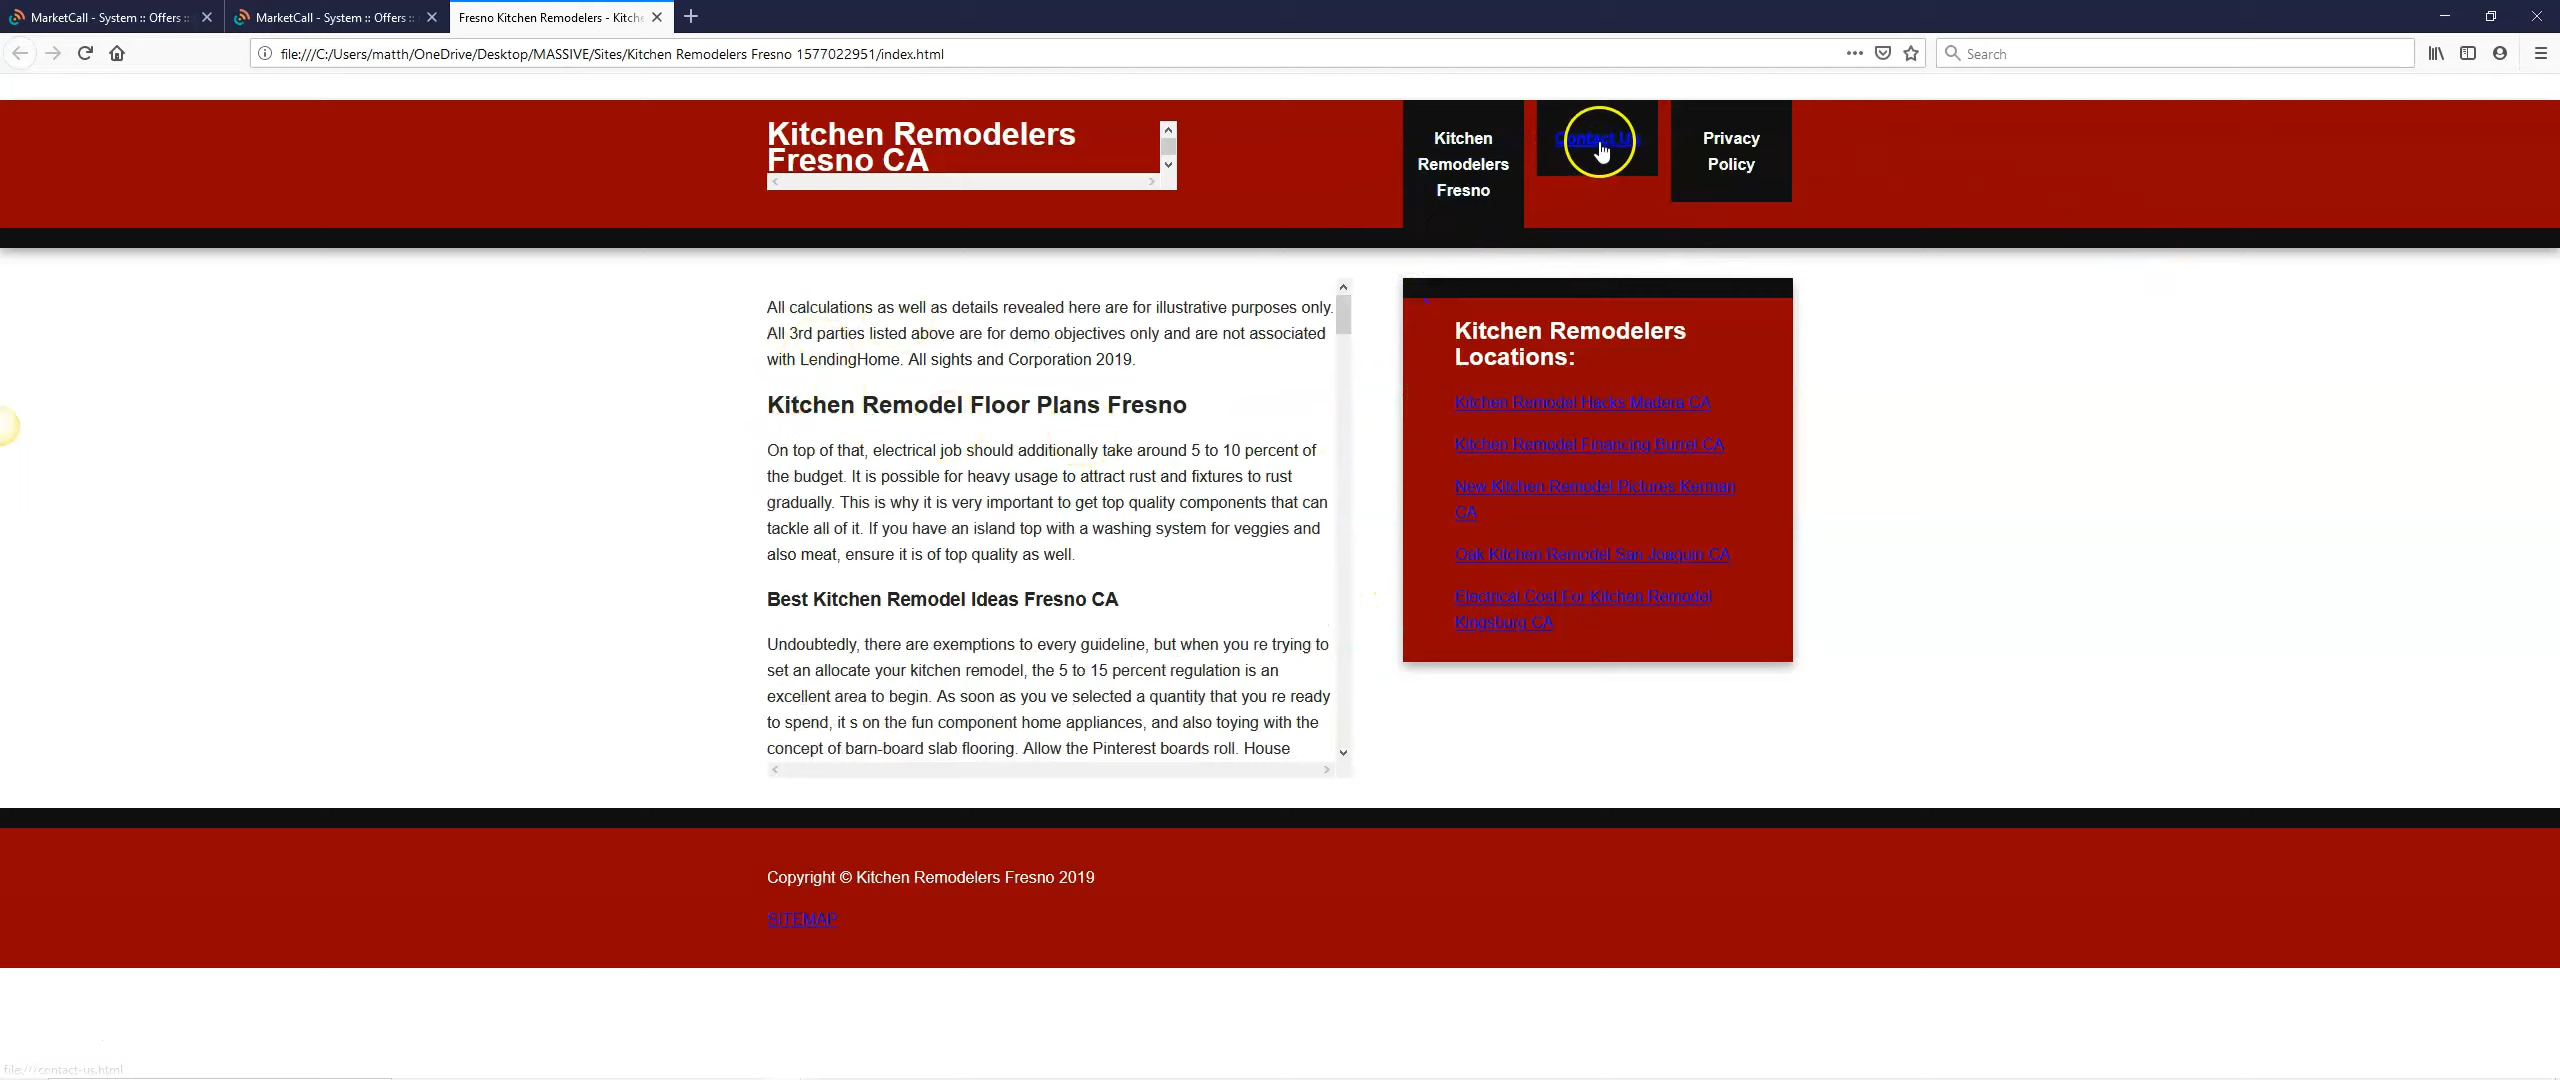 MarketCall - System :: Offers ::
MarketCall - System :: Offers ::
Fresno Kitchen Remodelers - Kitche
file:///C:/Users/matth/OneDrive/Desktop/MASSIVE/Sites/Kitchen Remodelers Fresno 1577022951/index.html
Search
Kitchen Remodelers
Fresno CA
Kitchen
Remodelers
Fresno
Contact Us
Privacy
Policy
All calculations as well as details revealed here are for illustrative purposes only.
All 3rd parties listed above are for demo objectives only and are not associated
with LendingHome. All sights and Corporation 2019.
Kitchen Remodel Floor Plans Fresno
On top of that, electrical job should additionally take around 5 to 10 percent of
the budget. It is possible for heavy usage to attract rust and fixtures to rust
gradually. This is why it is very important to get top quality components that can
tackle all of it. If you have an island top with a washing system for veggies and
also meat, ensure it is of top quality as well.
Best Kitchen Remodel Ideas Fresno CA
Undoubtedly, there are exemptions to every guideline, but when you re trying to
set an allocate your kitchen remodel, the 5 to 15 percent regulation is an
excellent area to begin. As soon as you ve selected a quantity that you re ready
to spend, it s on the fun component home appliances, and also toying with the
concept of barn-board slab flooring. Allow the Pinterest boards roll. House
Kitchen Remodelers
Locations:
Kitchen Remodel Hacks Madera CA
Kitchen Remodel Financing Burrel CA
New Kitchen Remodel Pictures Kerman
CA
Oak Kitchen Remodel San Joaquin CA
Electrical Cost For Kitchen Remodel
Kingsburg CA
Copyright © Kitchen Remodelers Fresno 2019
SITEMAP
file:///contact-us.html